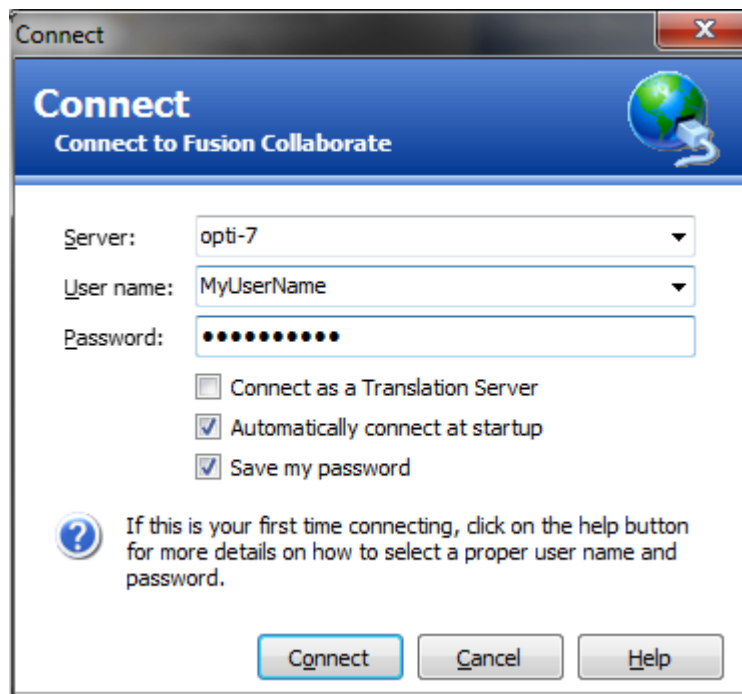 Connect
Connect
Connect to Fusion Collaborate
Server: opti-7
User name: MyUserName
Password: ••••••••••
Connect as a Translation Server
Automatically connect at startup
Save my password
If this is your first time connecting, click on the help button
for more details on how to select a proper user name and
password.
Connect Cancel Help